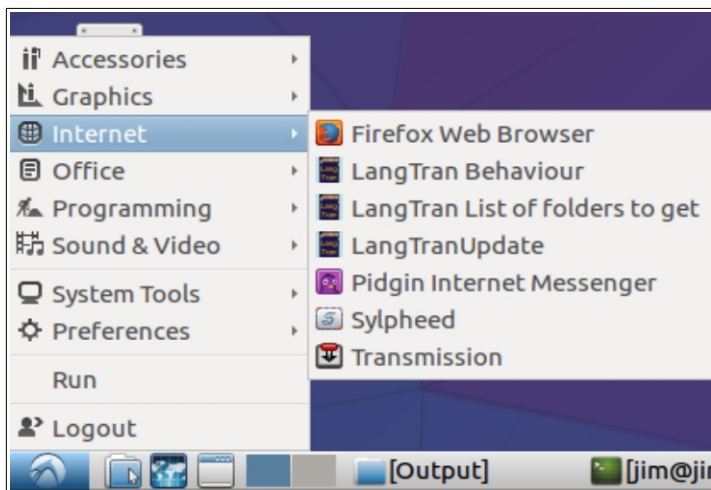 Accessories
Graphics
Internet
Office
Programming
Sound & Video
System Tools
Preferences
Run
Logout
Firefox Web Browser
LangTran Behaviour
LangTran List of folders to get
LangTranUpdate
Pidgin Internet Messenger
Sylpheed
Transmission
[Output]
[jim@jin